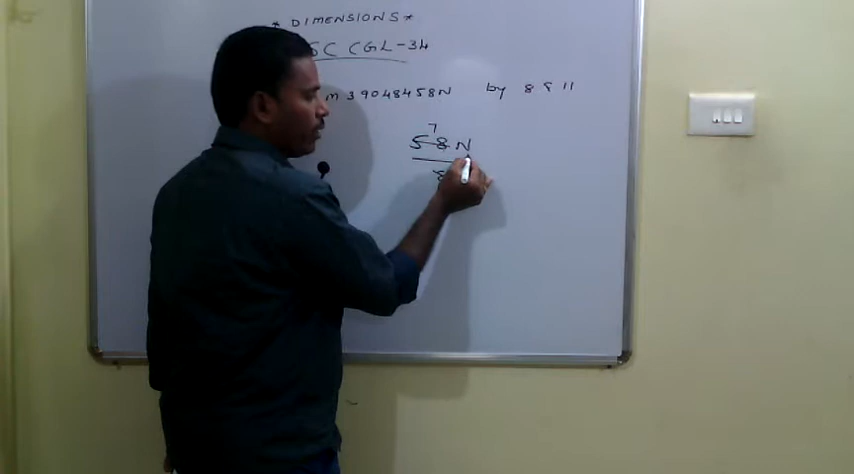 * DIMENSIONS *
SC CGL-34
m 39048458N by 8 & 11
7
58N
8